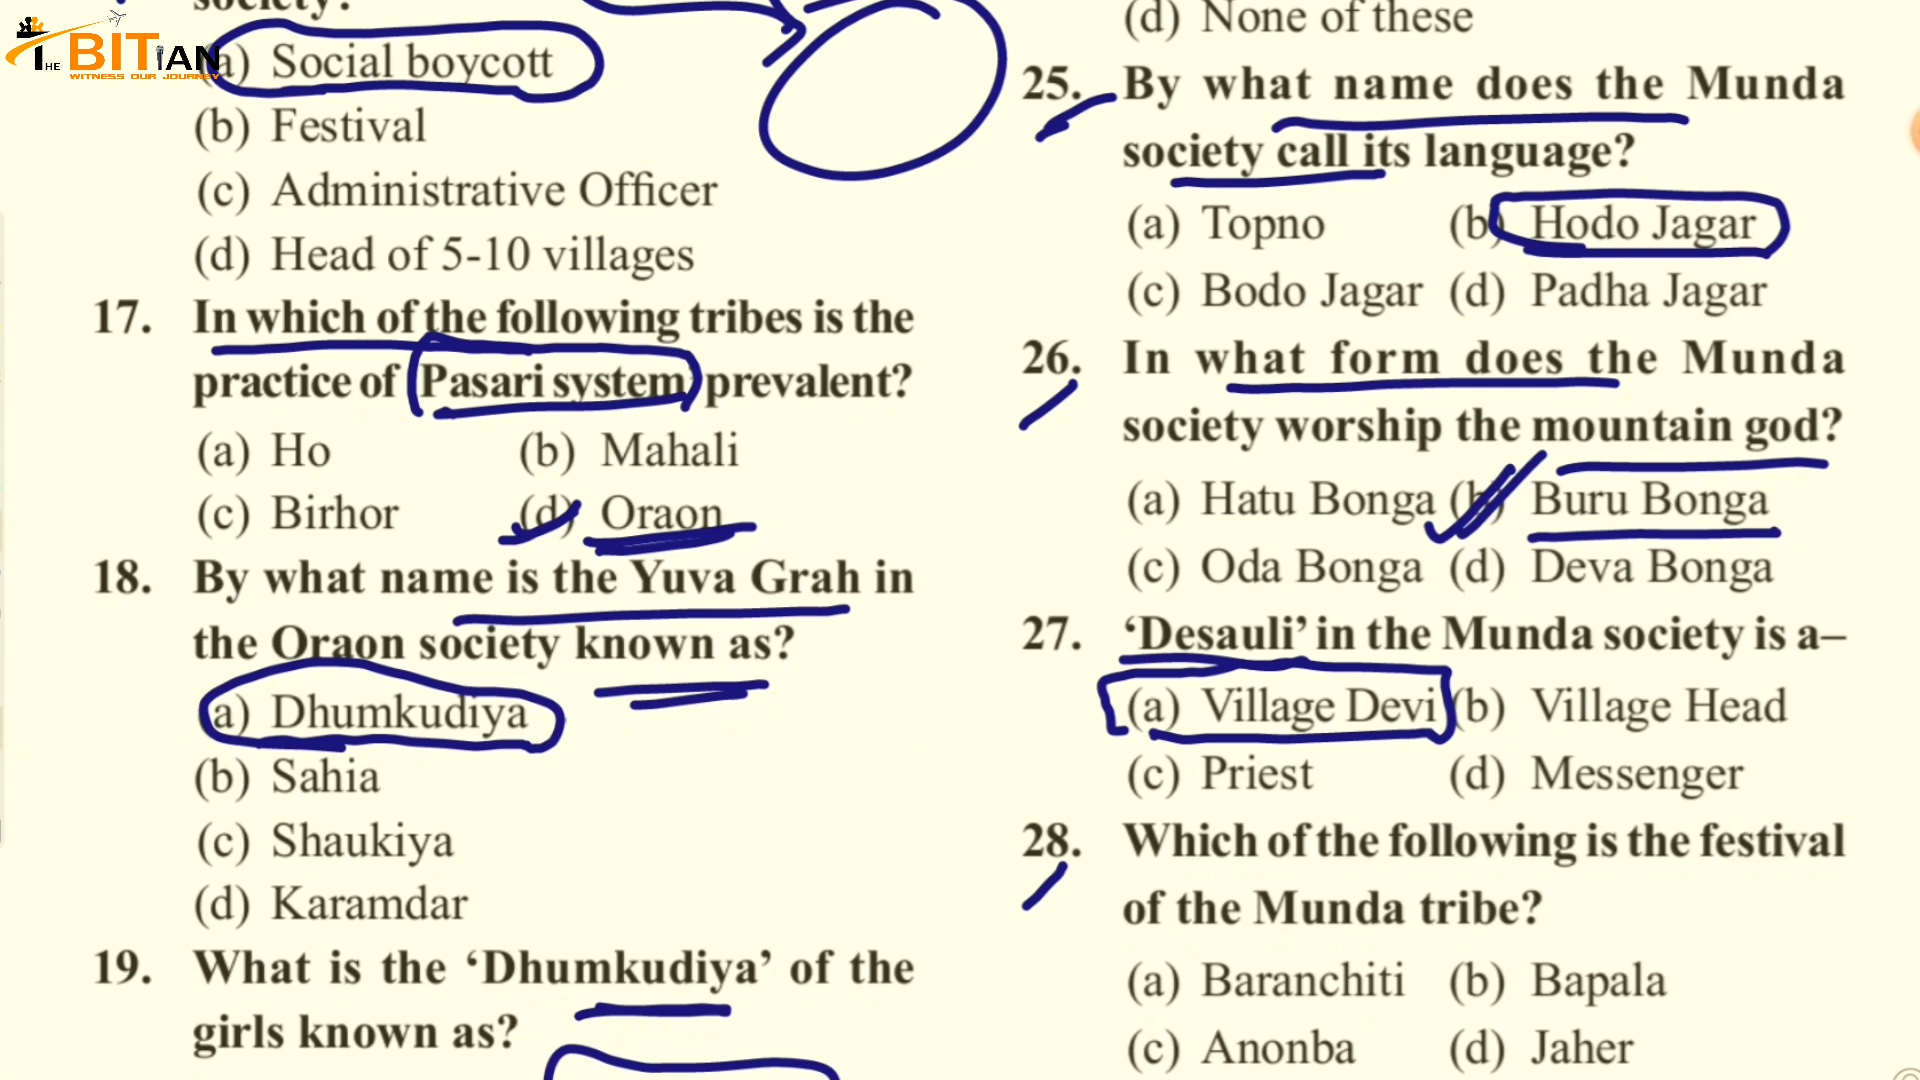 THE BITIAN
WITNESS OUR JOURNEY
society?
(a) Social boycott
(b) Festival
(c) Administrative Officer
(d) Head of 5-10 villages
17. In which of the following tribes is the
practice of 'Pasari system' prevalent?
(a) Ho (b) Mahali
(c) Birhor (d) Oraon
18. By what name is the Yuva Grah in
the Oraon society known as?
(a) Dhumkudiya
(b) Sahia
(c) Shaukiya
(d) Karamdar
19. What is the ‘Dhumkudiya’ of the
girls known as?
(d) None of these
25. By what name does the Munda
society call its language?
(a) Topno (b) Hodo Jagar
(c) Bodo Jagar (d) Padha Jagar
26. In what form does the Munda
society worship the mountain god?
(a) Hatu Bonga (b) Buru Bonga
(c) Oda Bonga (d) Deva Bonga
27. ‘Desauli’ in the Munda society is a–
(a) Village Devi (b) Village Head
(c) Priest (d) Messenger
28. Which of the following is the festival
of the Munda tribe?
(a) Baranchiti (b) Bapala
(c) Anonba (d) Jaher